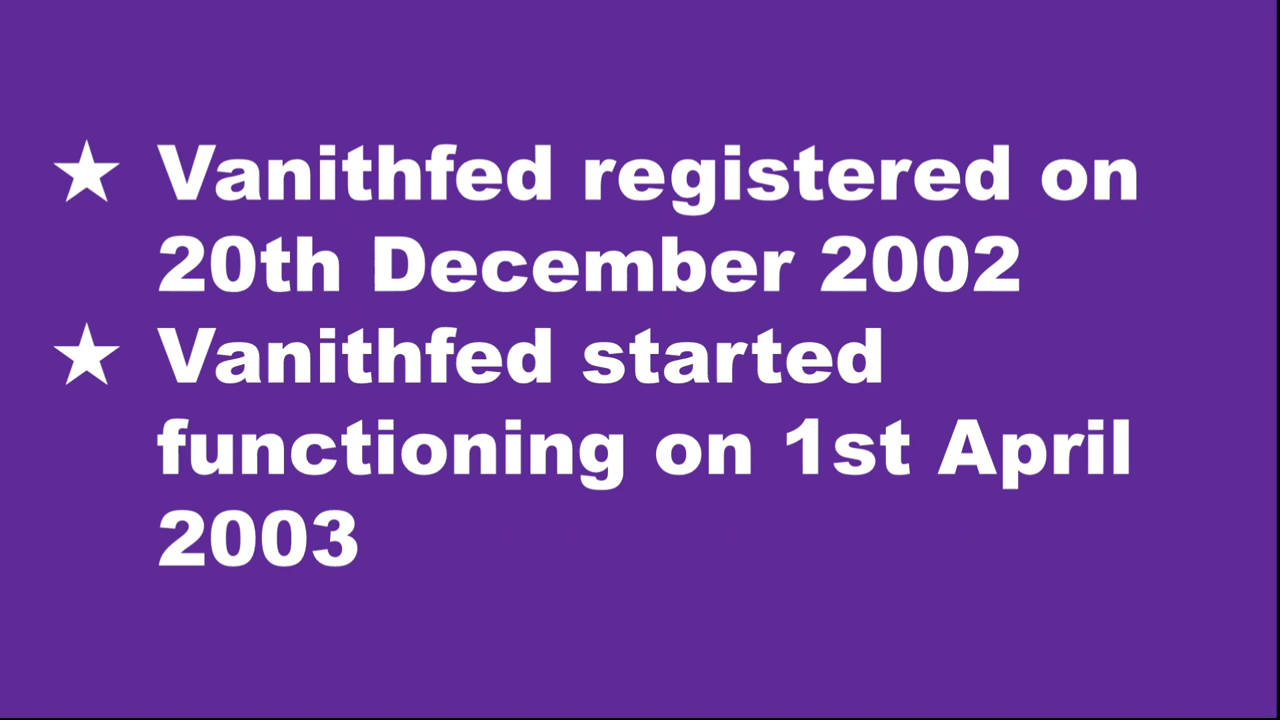 ★ Vanithfed registered on
20th December 2002
★ Vanithfed started
functioning on 1st April
2003